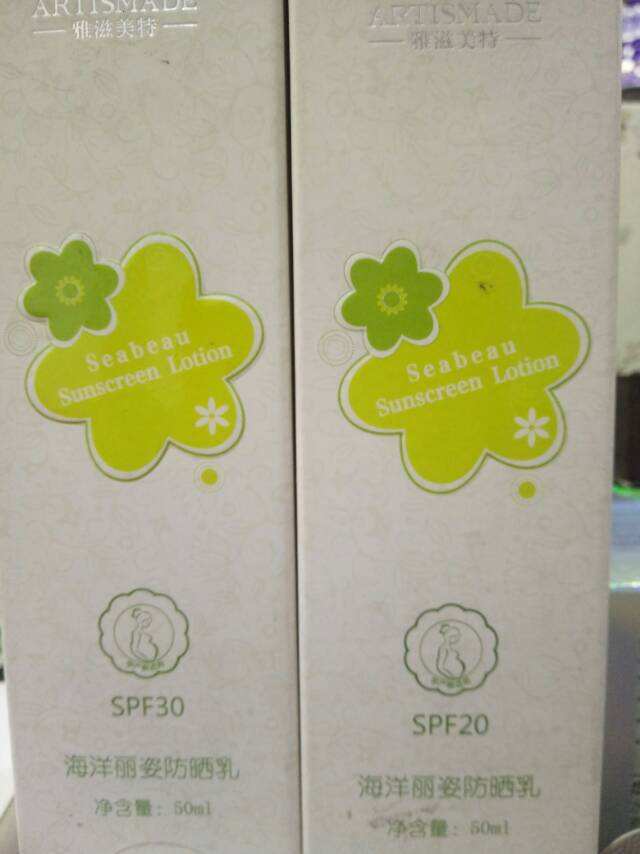 ARTISMADE
雅滋美特
Seabeau
Sunscreen Lotion
SPF30
海洋丽姿防晒乳
净含量：50ml
ARTISMADE
雅滋美特
Seabeau
Sunscreen Lotion
SPF20
海洋丽姿防晒乳
净含量：50ml